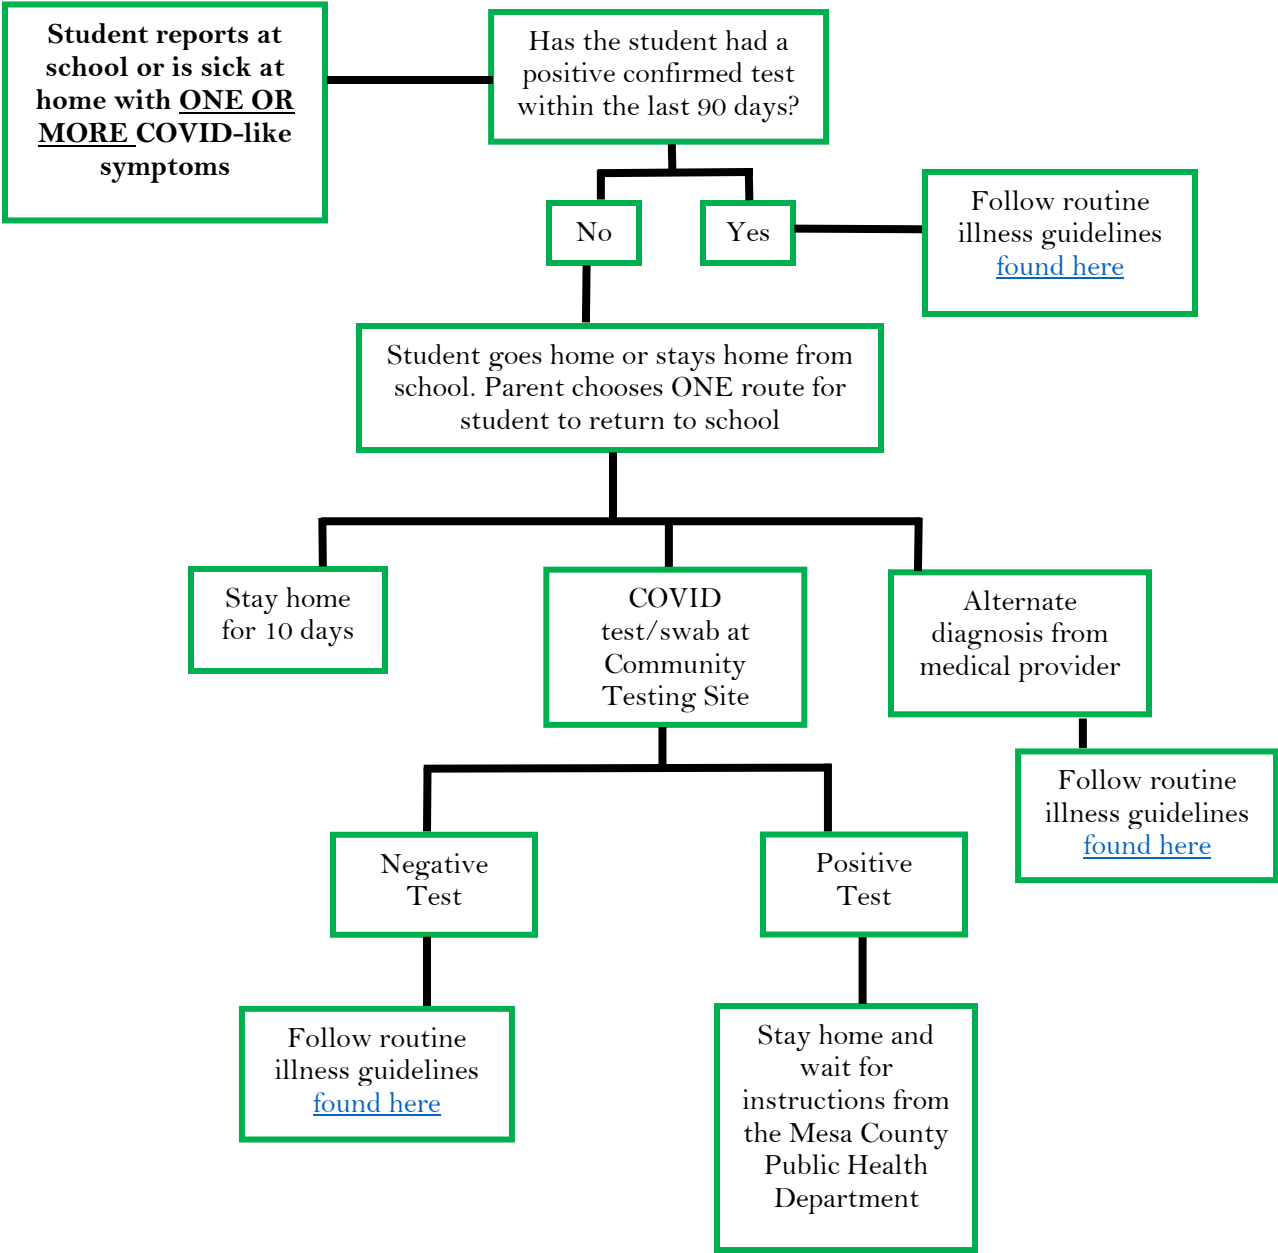 Student reports at
school or is sick at
home with ONE OR
MORE COVID-like
symptoms
Has the student had a
positive confirmed test
within the last 90 days?
No
Yes
Follow routine
illness guidelines
found here
Student goes home or stays home from
school. Parent chooses ONE route for
student to return to school
Stay home
for 10 days
COVID
test/swab at
Community
Testing Site
Alternate
diagnosis from
medical provider
Follow routine
illness guidelines
found here
Negative
Test
Positive
Test
Follow routine
illness guidelines
found here
Stay home and
wait for
instructions from
the Mesa County
Public Health
Department